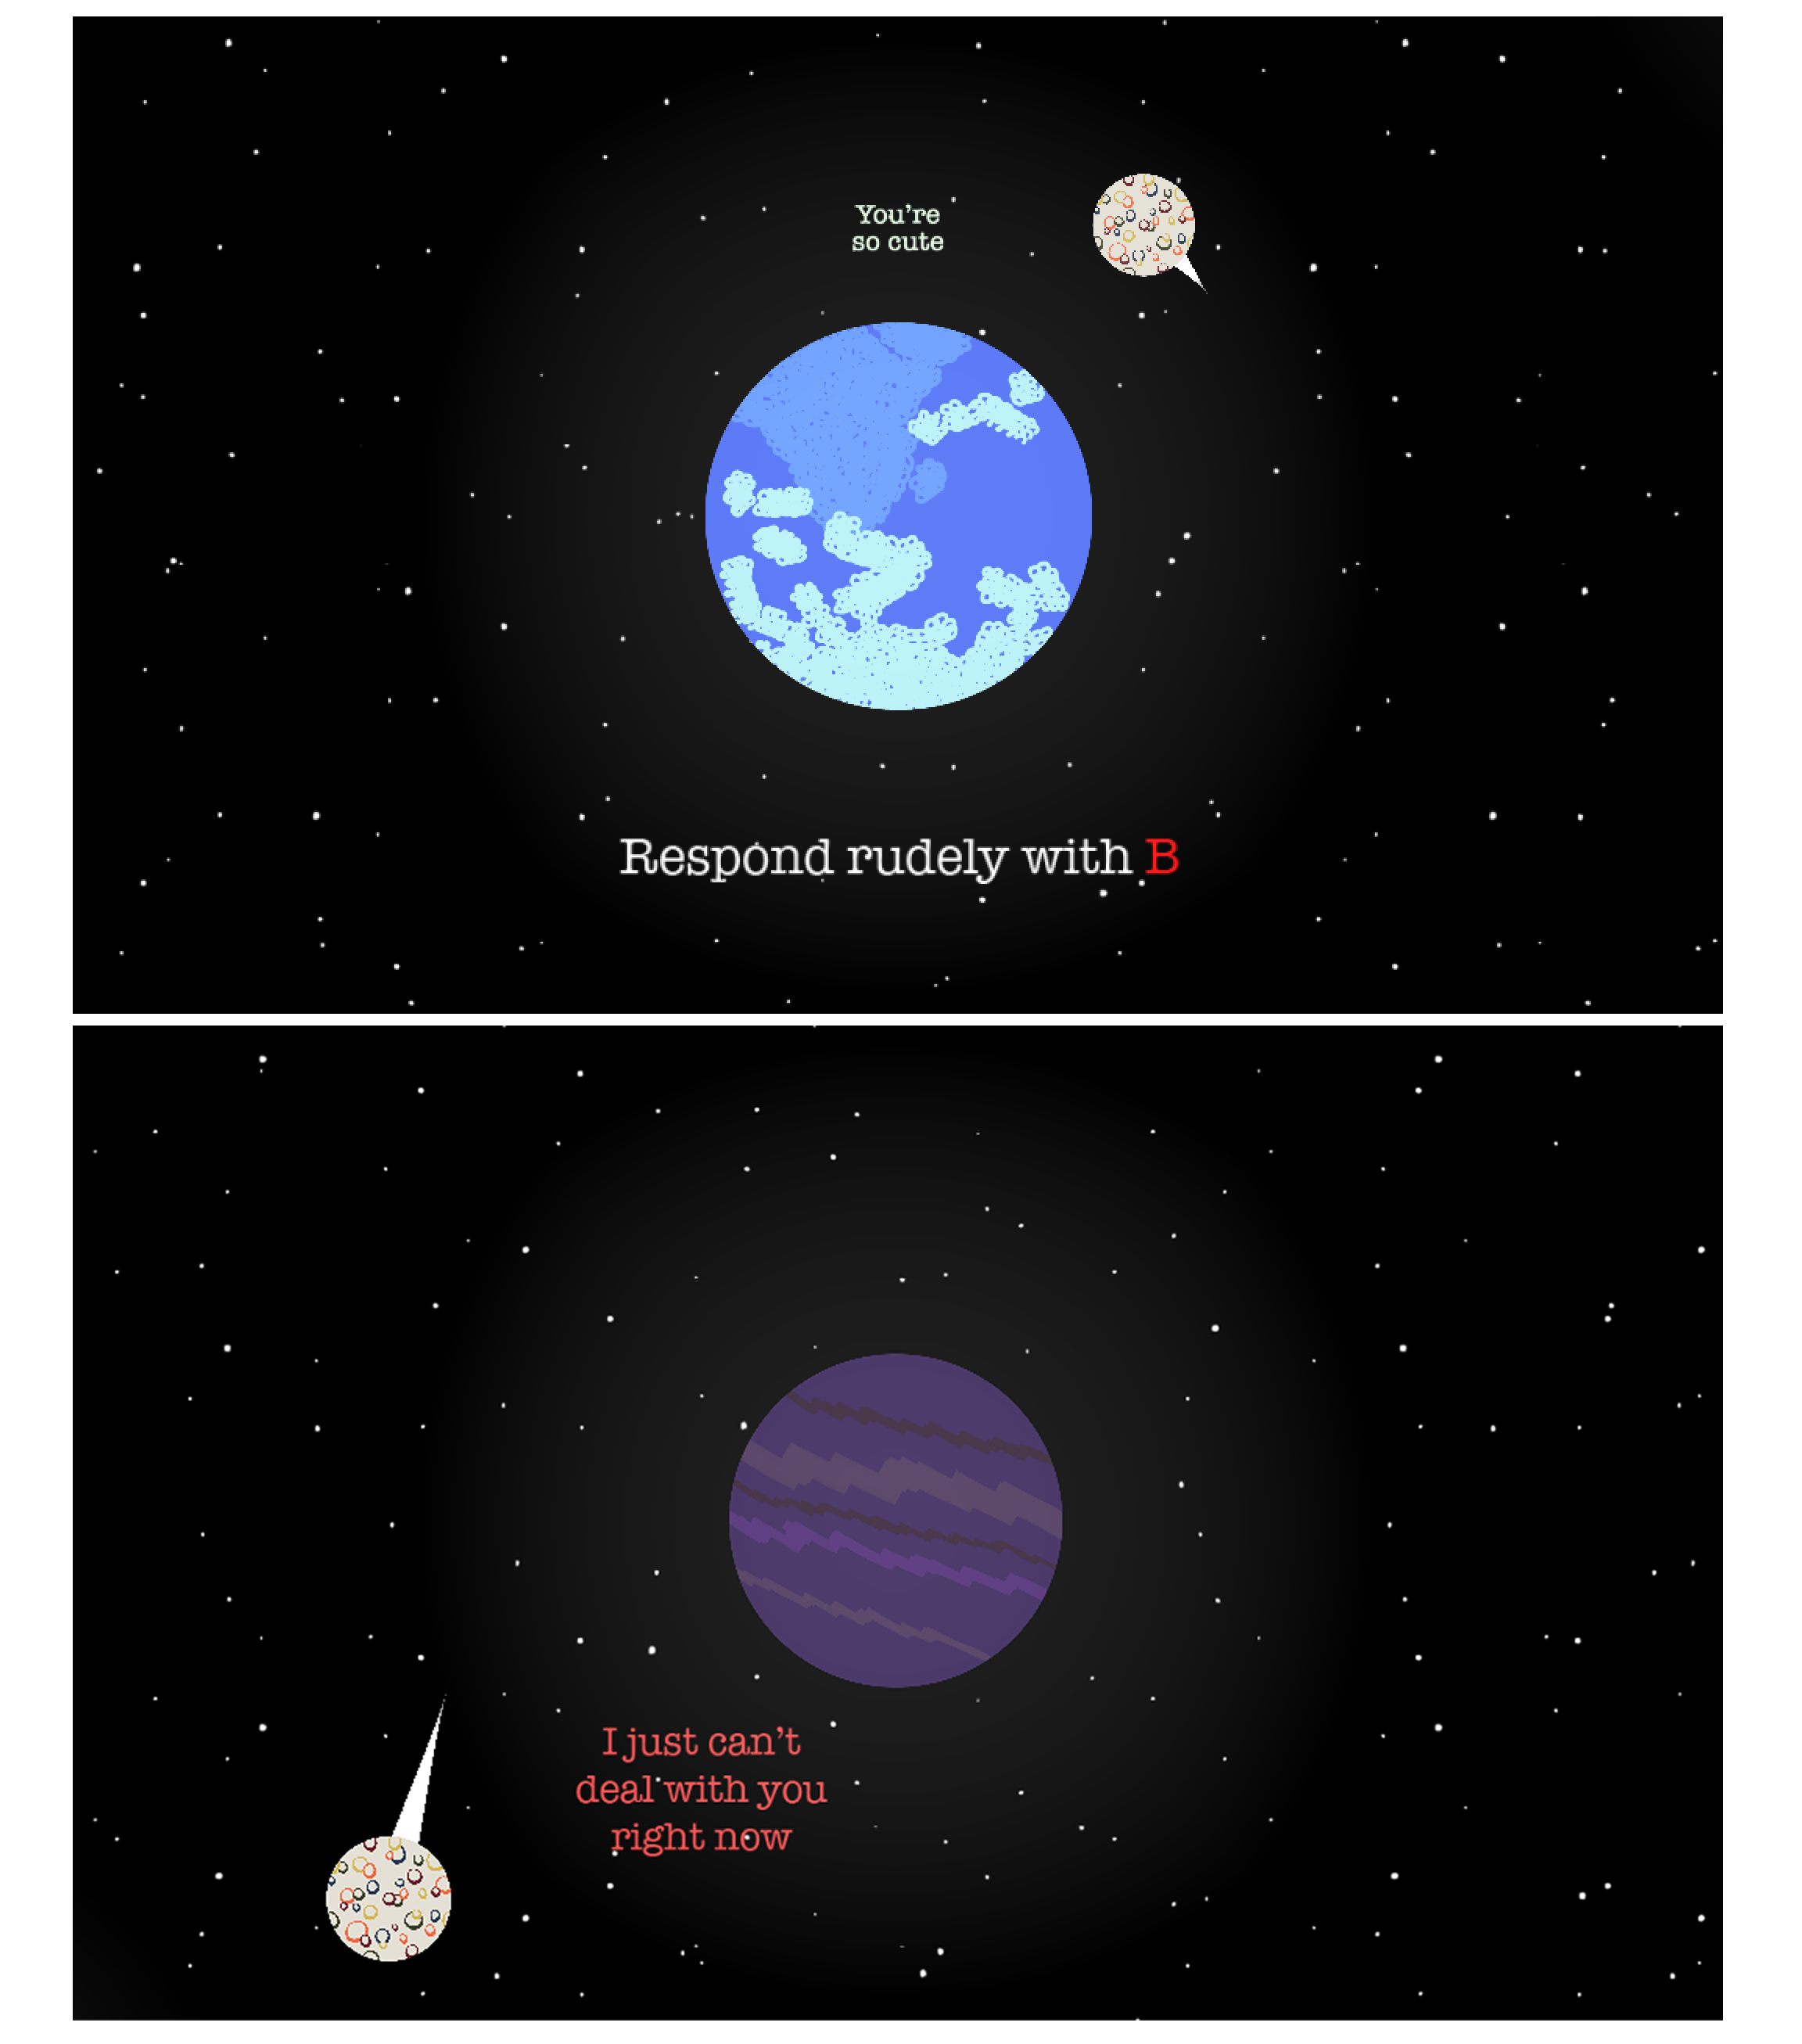 You're
so cute
Respond rudely with B
I just can't
deal with you
right now